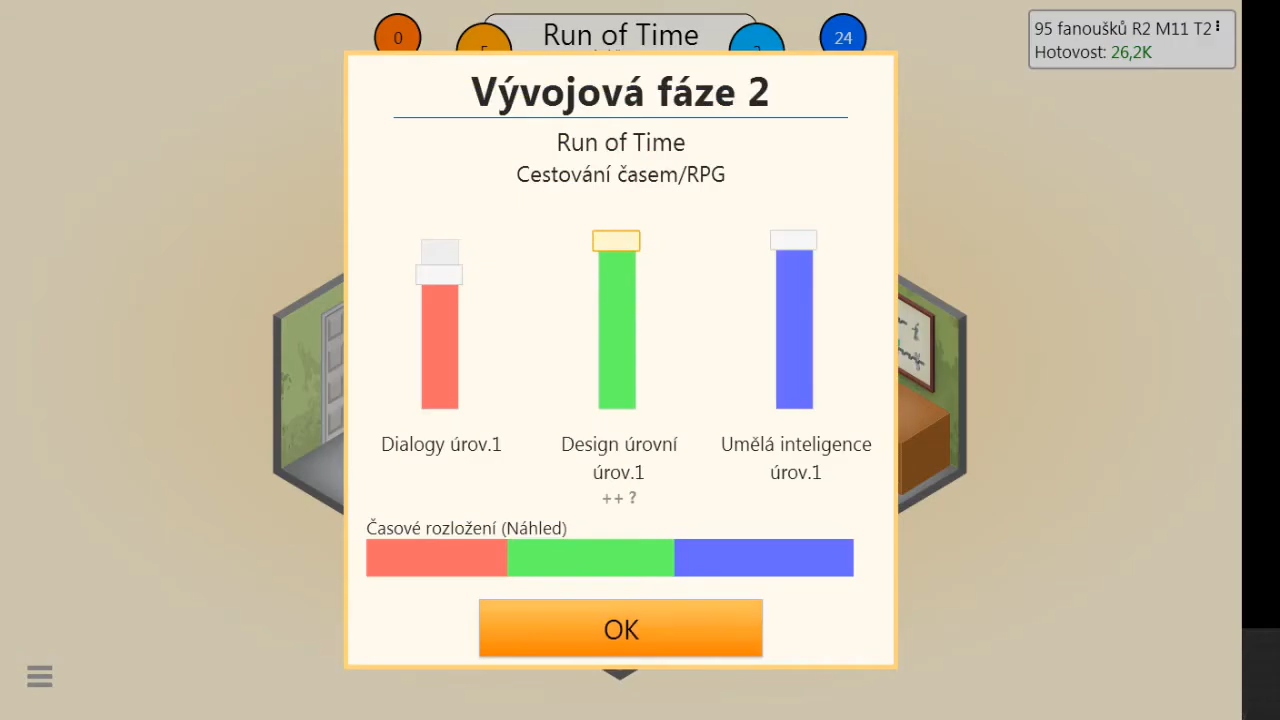 0
Run of Time
24
95 fanoušků R2 M11 T2
Hotovost: 26,2K
Vývojová fáze 2
Run of Time
Cestování časem/RPG
Dialogy úrov.1
Design úrovní
úrov.1
++ ?
Umělá inteligence
úrov.1
Časové rozložení (Náhled)
OK